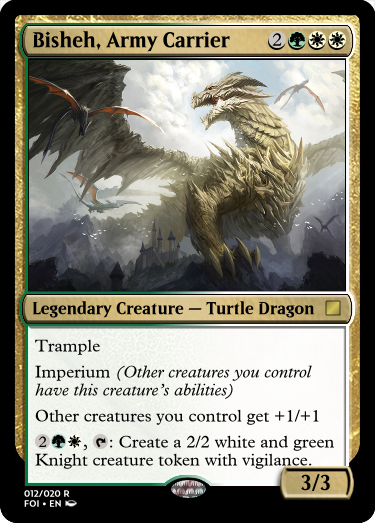 Bisheh, Army Carrier 2
Legendary Creature — Turtle Dragon
Trample
Imperium (Other creatures you control
have this creature's abilities)
Other creatures you control get +1/+1
2 , : Create a 2/2 white and green
Knight creature token with vigilance.
3/3
012/020 R
FOI • EN